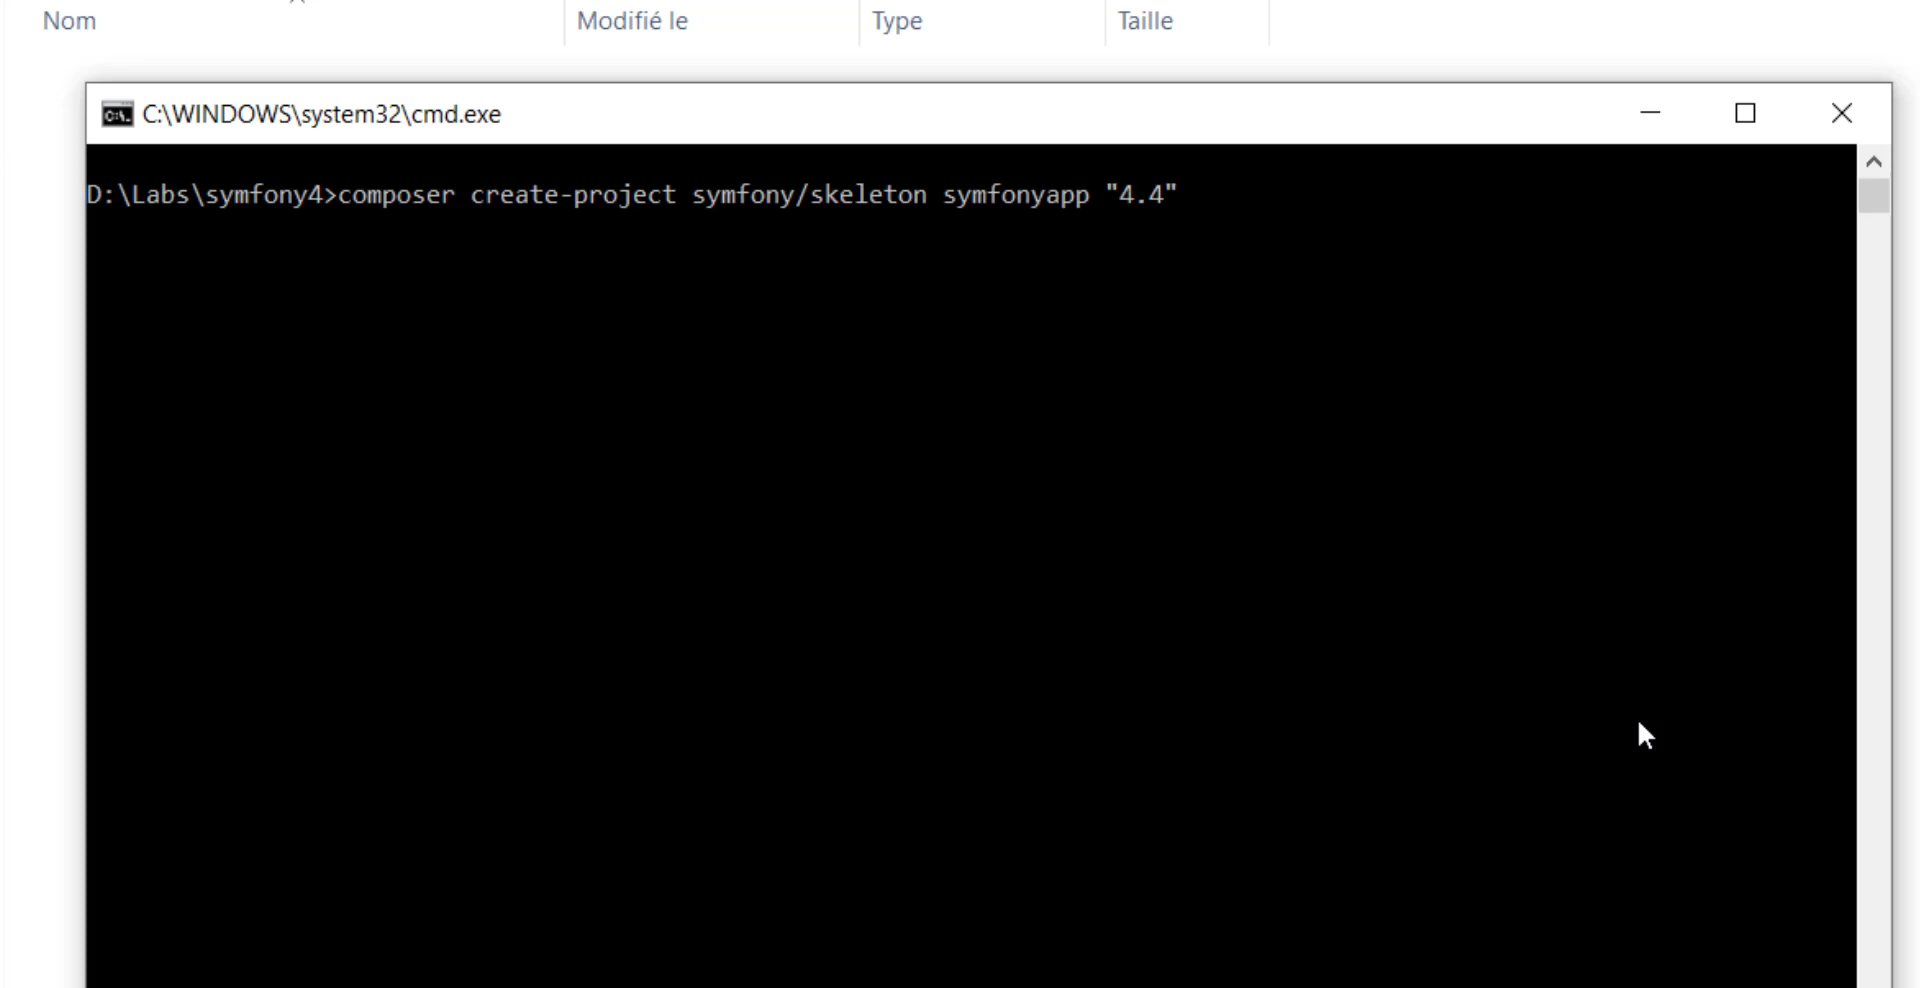 Nom Modifié le Type Taille
C:\WINDOWS\system32\cmd.exe
D:\Labs\symfony4>composer create-project symfony/skeleton symfonyapp "4.4"